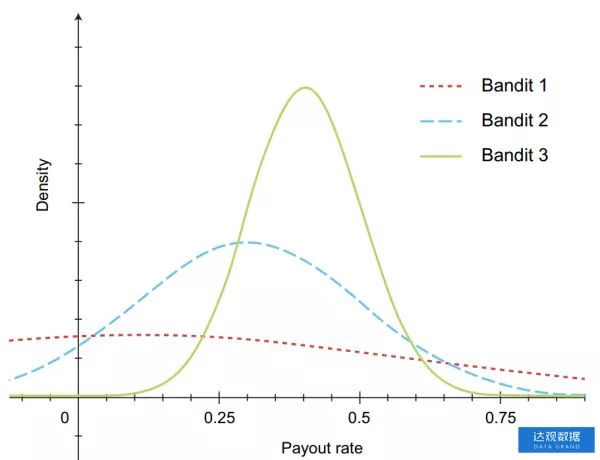 Bandit 1
Bandit 2
Bandit 3
Density
0
0.25
0.5
0.75
Payout rate
达观数据
DATA GRAND